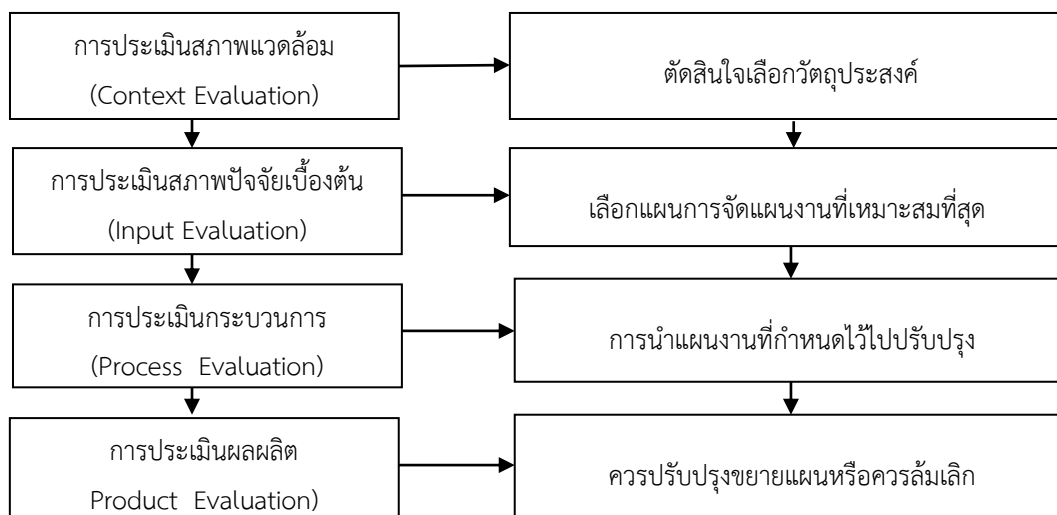 การประเมินสภาพแวดล้อม
(Context Evaluation)
ตัดสินใจเลือกวัตถุประสงค์
การประเมินสภาพปัจจัยเบื้องต้น
(Input Evaluation)
เลือกแผนการจัดแผนงานที่เหมาะสมที่สุด
การประเมินกระบวนการ
(Process Evaluation)
การนำแผนงานที่กำหนดไว้ไปปรับปรุง
การประเมินผลผลิต
Product Evaluation)
ควรปรับปรุงขยายแผนหรือควรล้มเลิก